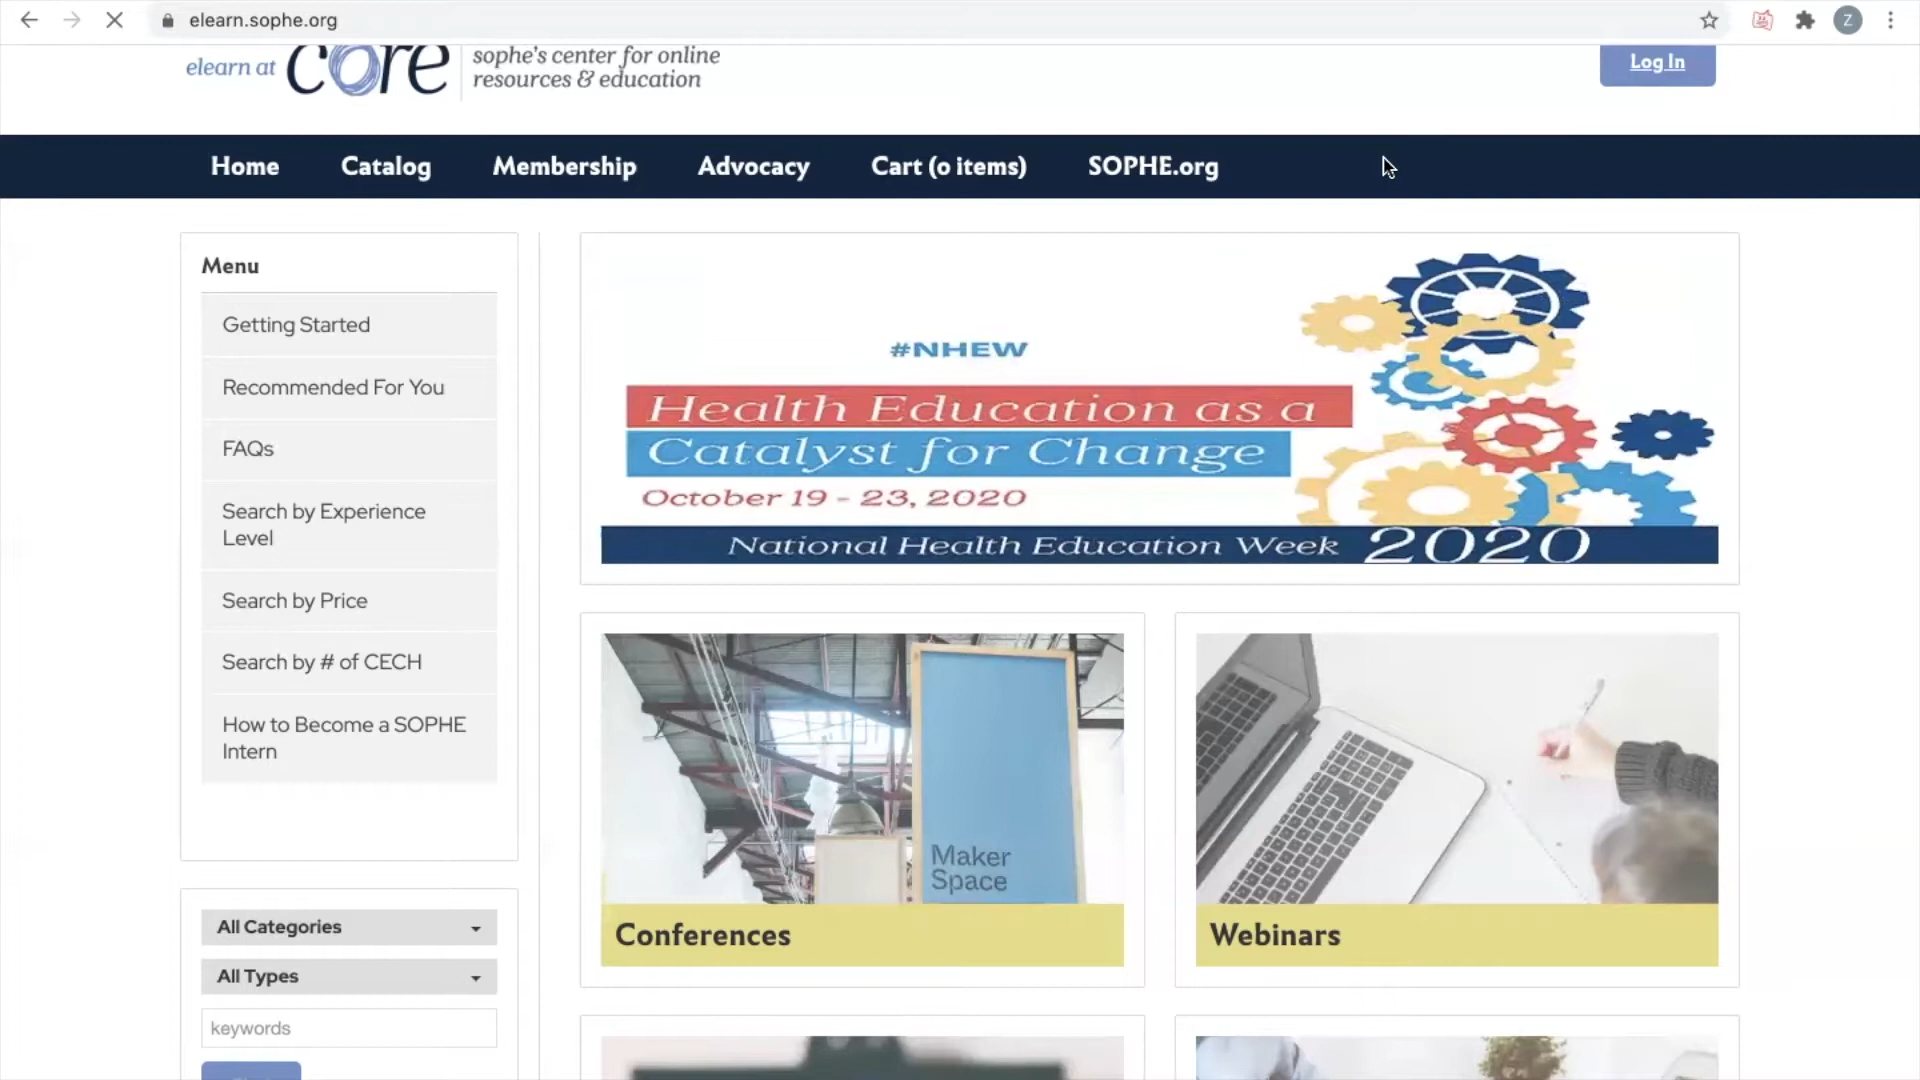 elearn.sophe.org
Z
elearn at core
sophe's center for online
resources & education
Log In
Home
Catalog
Membership
Advocacy
Cart (0 items)
SOPHE.org
Menu
Getting Started
Recommended For You
FAQs
Search by Experience
Level
Search by Price
Search by # of CECH
How to Become a SOPHE
Intern
All Categories
All Types
keywords
#NHEW
Health Education as a
Catalyst for Change
October 19 - 23, 2020
National Health Education Week 2020
Maker
Space
Conferences
Webinars